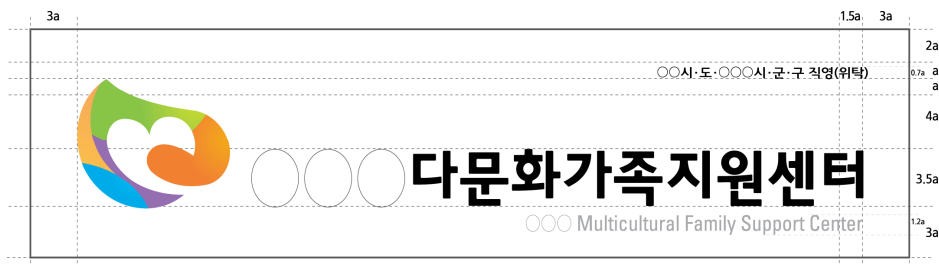 3a 1.5a 3a
2a
○○시·도·○○○시·군·구 직영(위탁) 0.7a a
a
4a
○○○다문화가족지원센터 3.5a
○○○ Multicultural Family Support Center 1.2a
3a